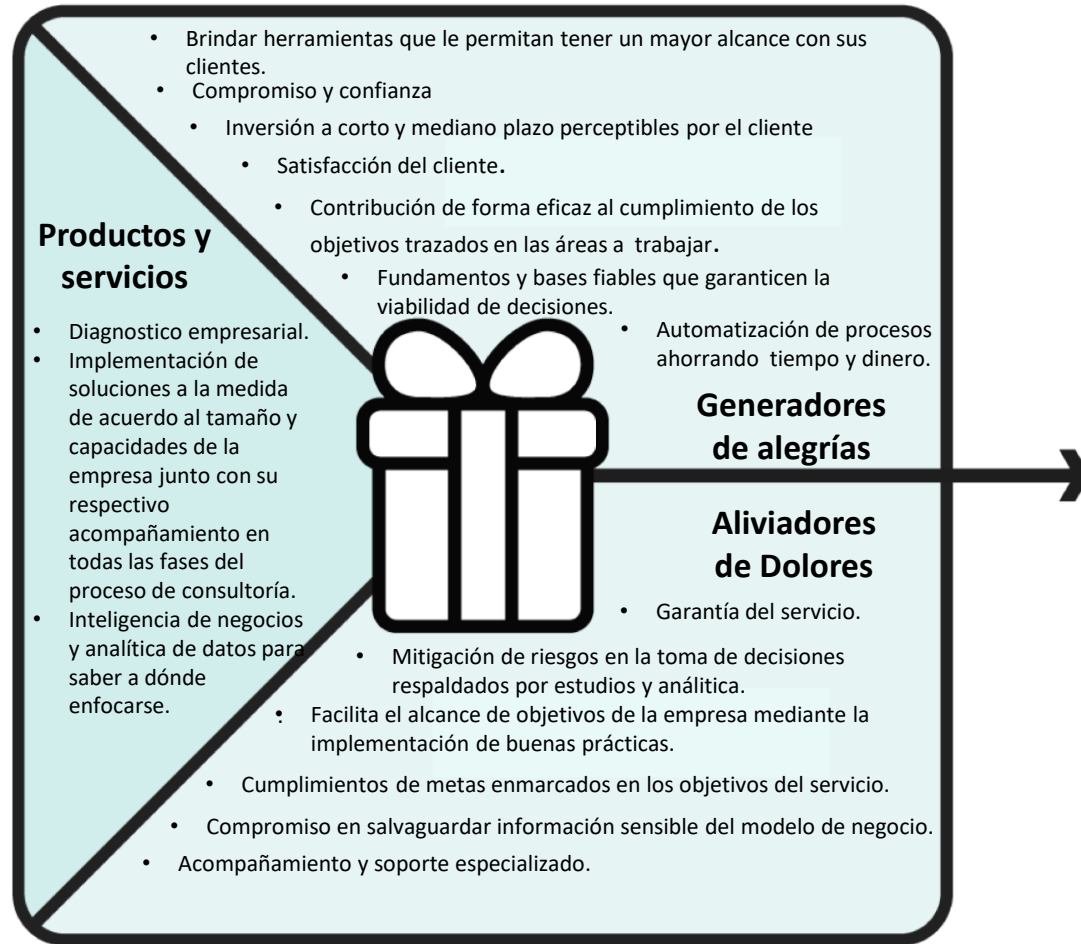 • Brindar herramientas que le permitan tener un mayor alcance con sus
clientes.
• Compromiso y confianza
• Inversión a corto y mediano plazo perceptibles por el cliente
• Satisfacción del cliente.
• Contribución de forma eficaz al cumplimiento de los
objetivos trazados en las áreas a trabajar.
• Fundamentos y bases fiables que garanticen la
viabilidad de decisiones.
• Automatización de procesos
ahorrando tiempo y dinero.
Generadores
de alegrías
Productos y
servicios
• Diagnostico empresarial.
• Implementación de
soluciones a la medida
de acuerdo al tamaño y
capacidades de la
empresa junto con su
respectivo
acompañamiento en
todas las fases del
proceso de consultoría.
• Inteligencia de negocios
y analítica de datos para
saber a dónde
enfocarse.
Aliviadores
de Dolores
• Garantía del servicio.
• Mitigación de riesgos en la toma de decisiones
respaldados por estudios y análitica.
• Facilita el alcance de objetivos de la empresa mediante la
implementación de buenas prácticas.
• Cumplimientos de metas enmarcados en los objetivos del servicio.
• Compromiso en salvaguardar información sensible del modelo de negocio.
• Acompañamiento y soporte especializado.